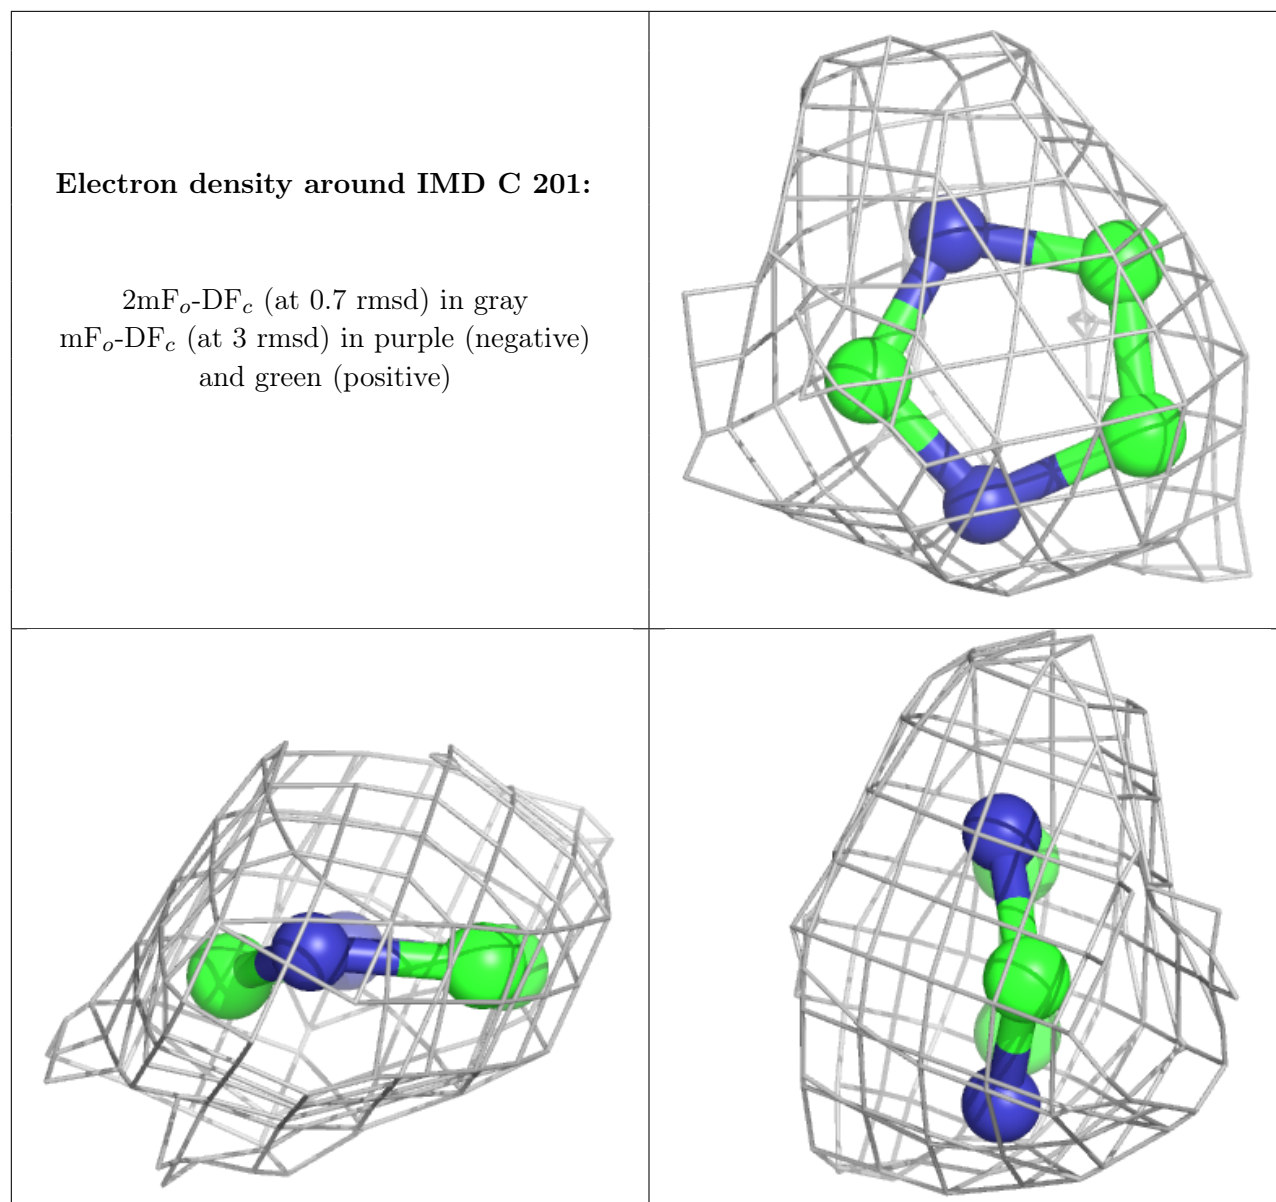 Electron density around IMD C 201:
2mFₒ-DF𝒸 (at 0.7 rmsd) in gray
mFₒ-DF𝒸 (at 3 rmsd) in purple (negative)
and green (positive)